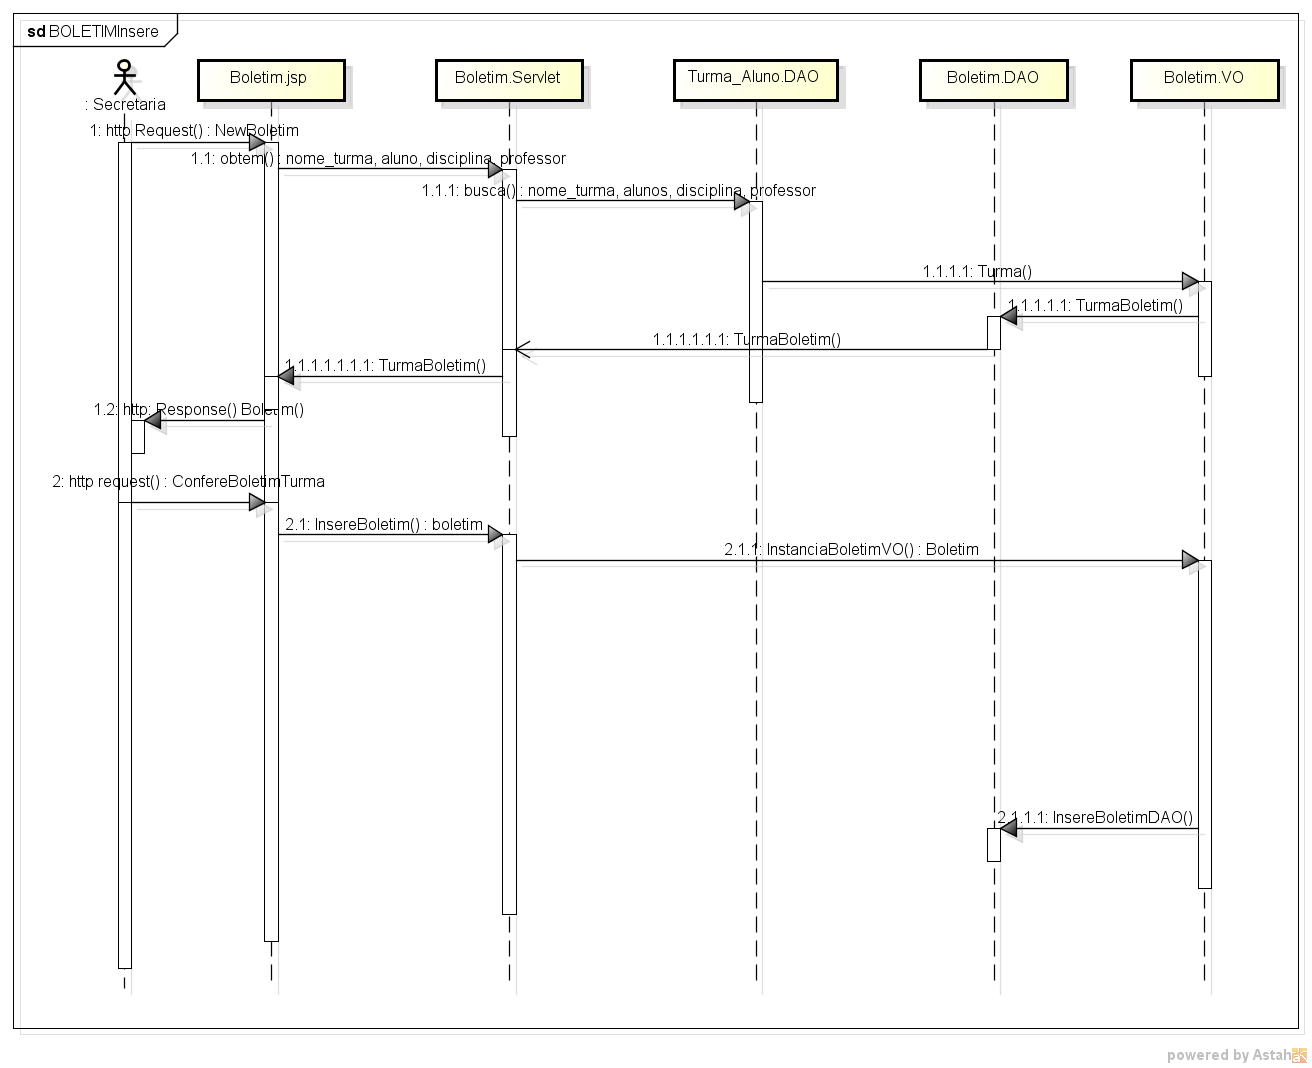 sd BOLETIMInsere
Boletim.jsp
Boletim.Servlet
Turma_Aluno.DAO
Boletim.DAO
Boletim.VO
: Secretaria
1: http Request() : NewBoletim
1.1: obtem() : nome_turma, aluno, disciplina, professor
1.1.1: busca() : nome_turma, alunos, disciplina, professor
1.1.1.1: Turma()
1.1.1.1.1: TurmaBoletim()
1.1.1.1.1.1: TurmaBoletim()
1.1.1.1.1.1.1: TurmaBoletim()
1.2: http: Response() Boletim()
2: http request() : ConfereBoletimTurma
2.1: InsereBoletim() : boletim
2.1.1: InstanciaBoletimVO() : Boletim
2.1.1.1: InsereBoletimDAO()
powered by Astah